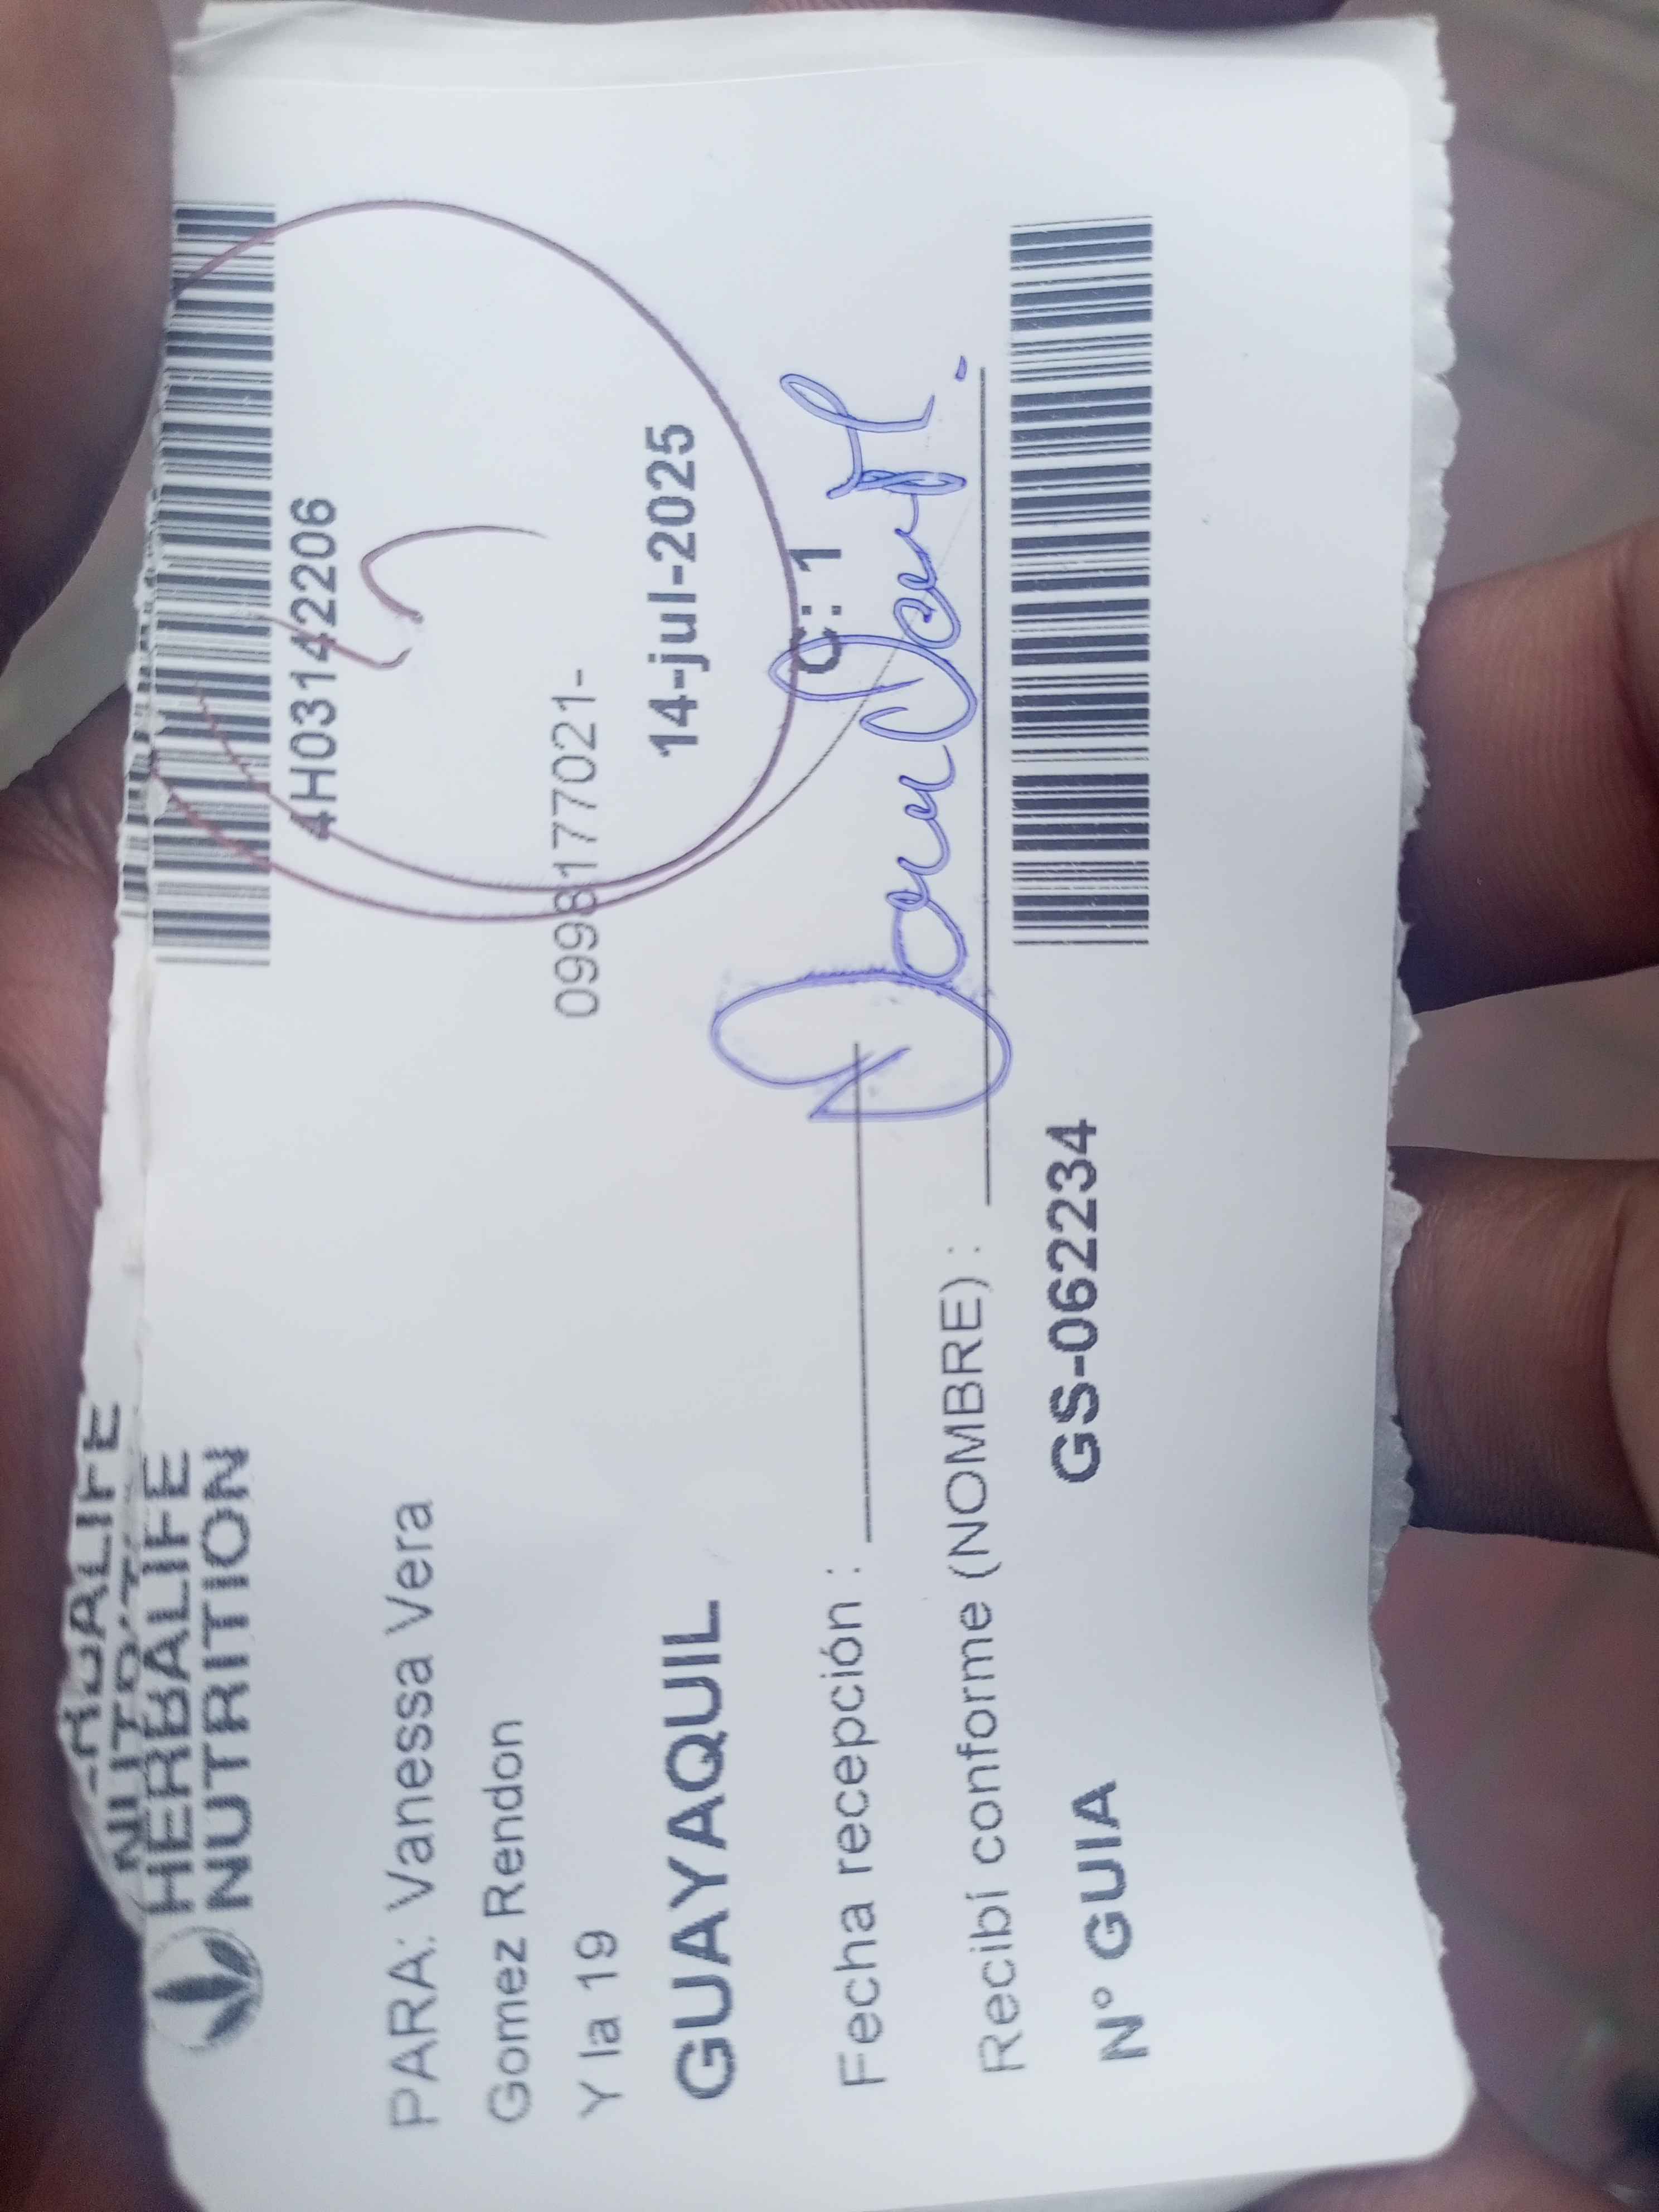 HERBALIFE
NUTRITION
4H03142206
PARA: Vanessa Vera
Gomez Rendon
Y la 19
0998177021-
GUAYAQUIL
14-jul-2025
C: 1
Fecha recepción :
Recibí conforme (NOMBRE) :
N° GUIA GS-062234